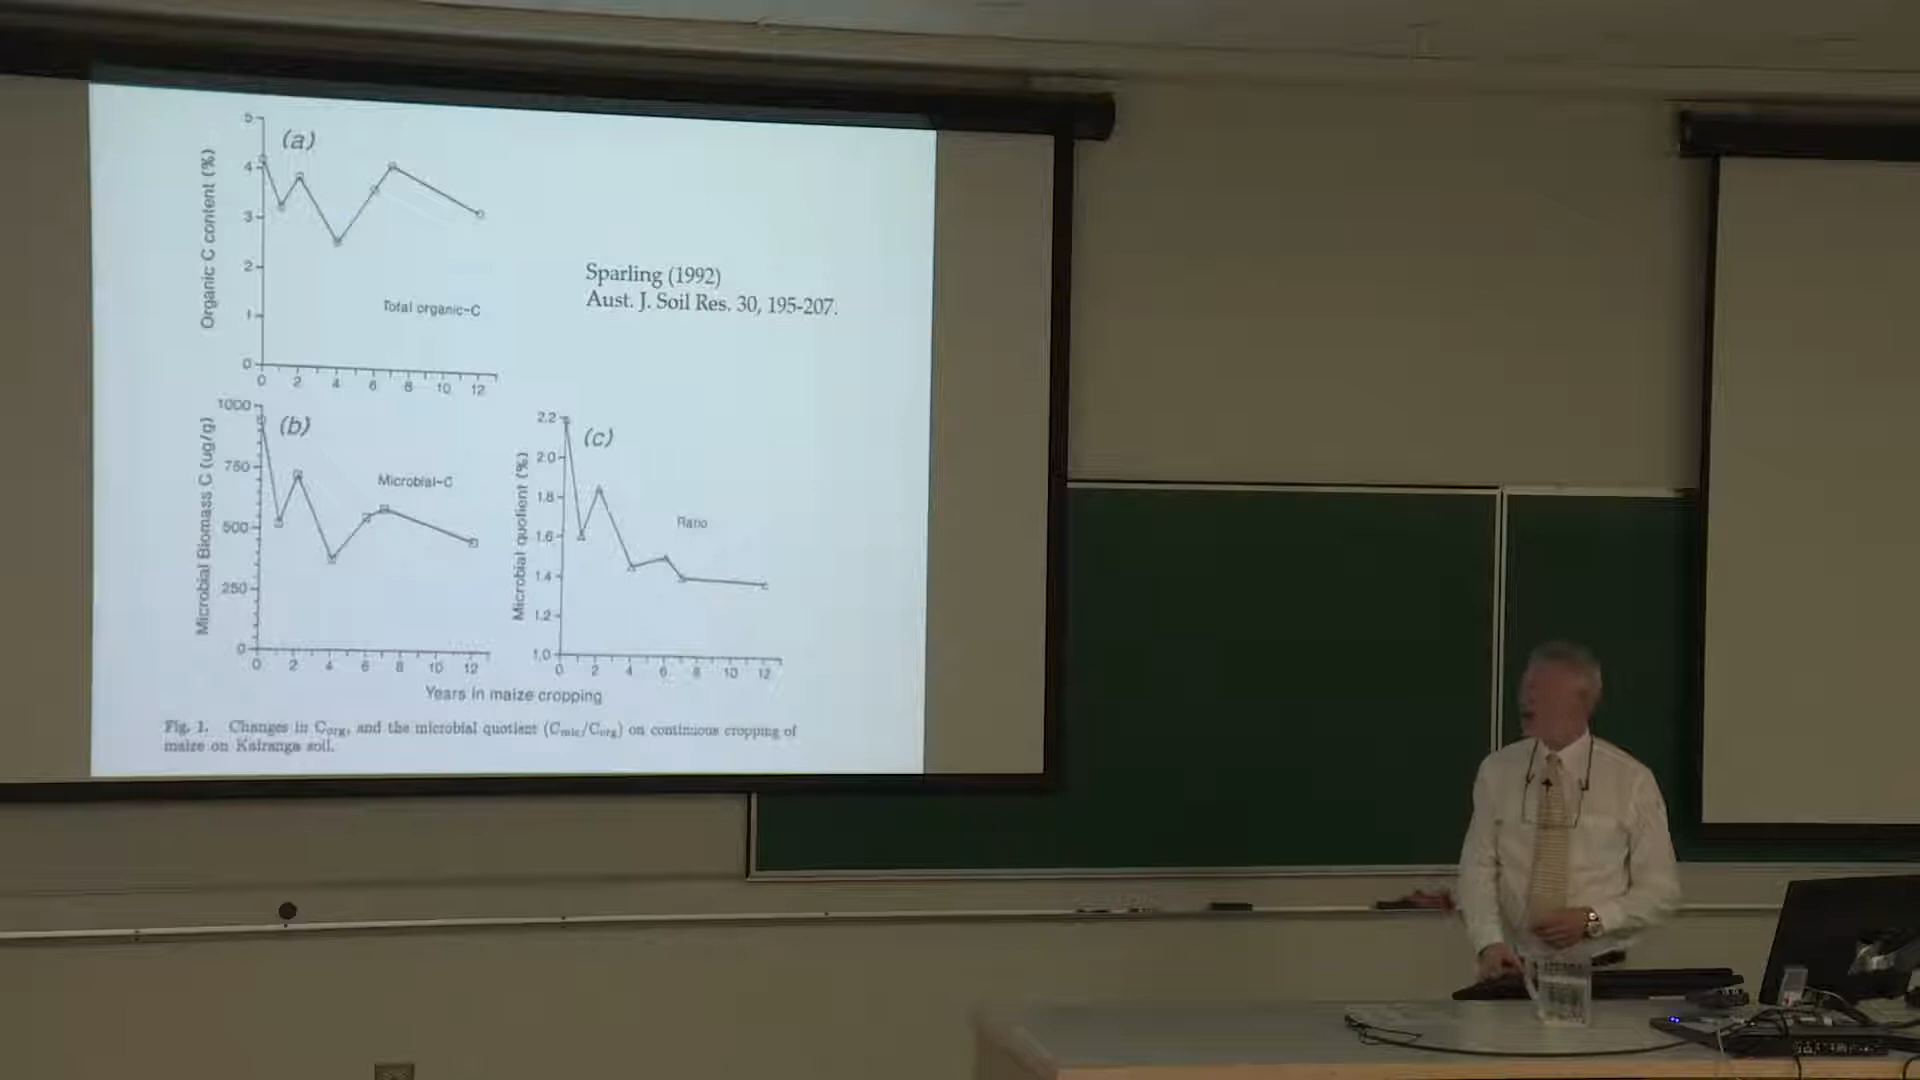 (a)
5
4
3
2
1
0
Organic C content (%)
Total organic-C
0 2 4 6 8 10 12
Sparling (1992)
Aust. J. Soil Res. 30, 195-207.
(b)
1000
750
500
250
0
Microbial Biomass C (ug/g)
Microbial-C
0 2 4 6 8 10 12
(c)
2.2
2.0
1.8
1.6
1.4
1.2
1.0
Microbial quotient (%)
Ratio
0 2 4 6 8 10 12
Years in maize cropping
Fig. 1. Changes in Corg, and the microbial quotient (Cmic/Corg) on continuous cropping of
maize on Kairanga soil.